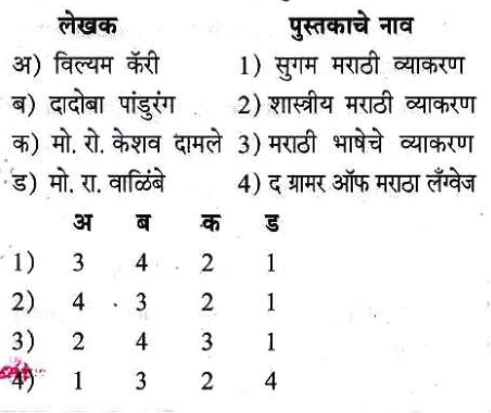 लेखक पुस्तकाचे नाव
अ) विल्यम कॅरी 1) सुगम मराठी व्याकरण
ब) दादोबा पांडुरंग 2) शास्त्रीय मराठी व्याकरण
क) मो. रो. केशव दामले 3) मराठी भाषेचे व्याकरण
ड) मो. रा. वाळिंबे 4) द ग्रामर ऑफ मराठा लँग्वेज
अ ब क ड
1) 3 4 2 1
2) 4 3 2 1
3) 2 4 3 1
4) 1 3 2 4